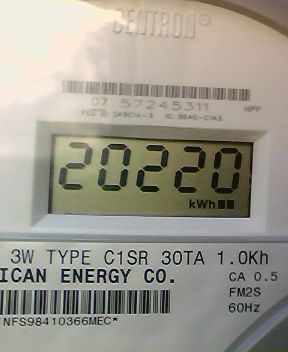 CENTRON®
07 57245311 HPP
20220
kWh
3W TYPE C1SR 30TA 1.0Kh
ICAN ENERGY CO. CA 0.5
FM2S
NFS98410366MEC* 60Hz